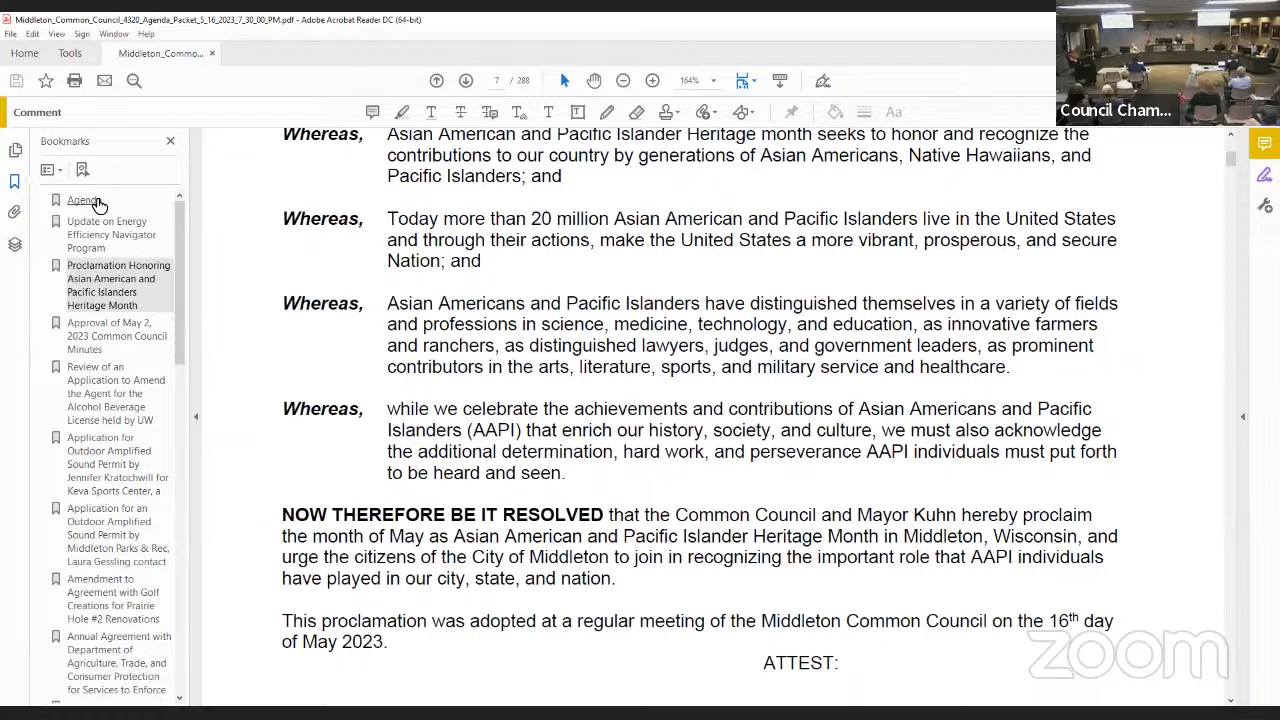 Middleton_Common_Council_4320_Agenda_Packet_5_16_2023_7_30_00_PM.pdf - Adobe Acrobat Reader DC (64-bit)
File Edit View Sign Window Help
Home Tools Middleton_Commo... ×
7 / 288 164%
Comment
Aa
Council Cham...
Bookmarks
Agenda
Update on Energy
Efficiency Navigator
Program
Proclamation Honoring
Asian American and
Pacific Islanders
Heritage Month
Approval of May 2,
2023 Common Council
Minutes
Review of an
Application to Amend
the Agent for the
Alcohol Beverage
License held by UW
Application for
Outdoor Amplified
Sound Permit by
Jennifer Kratochwill for
Keva Sports Center, a
Application for an
Outdoor Amplified
Sound Permit by
Middleton Parks & Rec,
Laura Gessling contact
Amendment to
Agreement with Golf
Creations for Prairie
Hole #2 Renovations
Annual Agreement with
Department of
Agriculture, Trade, and
Consumer Protection
for Services to Enforce
Whereas, Asian American and Pacific Islander Heritage month seeks to honor and recognize the
contributions to our country by generations of Asian Americans, Native Hawaiians, and
Pacific Islanders; and
Whereas, Today more than 20 million Asian American and Pacific Islanders live in the United States
and through their actions, make the United States a more vibrant, prosperous, and secure
Nation; and
Whereas, Asian Americans and Pacific Islanders have distinguished themselves in a variety of fields
and professions in science, medicine, technology, and education, as innovative farmers
and ranchers, as distinguished lawyers, judges, and government leaders, as prominent
contributors in the arts, literature, sports, and military service and healthcare.
Whereas, while we celebrate the achievements and contributions of Asian Americans and Pacific
Islanders (AAPI) that enrich our history, society, and culture, we must also acknowledge
the additional determination, hard work, and perseverance AAPI individuals must put forth
to be heard and seen.
NOW THEREFORE BE IT RESOLVED that the Common Council and Mayor Kuhn hereby proclaim
the month of May as Asian American and Pacific Islander Heritage Month in Middleton, Wisconsin, and
urge the citizens of the City of Middleton to join in recognizing the important role that AAPI individuals
have played in our city, state, and nation.
This proclamation was adopted at a regular meeting of the Middleton Common Council on the 16th day
of May 2023.
ATTEST:
zoom